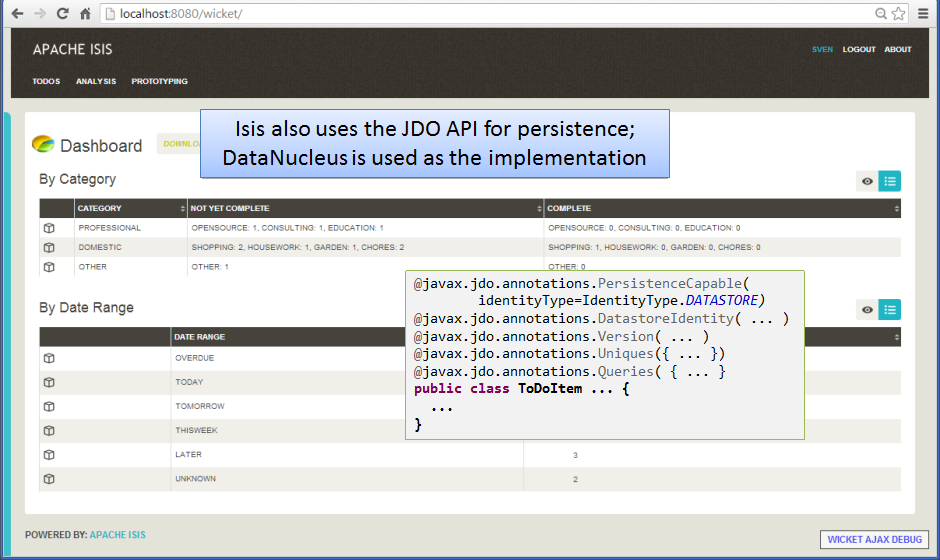 localhost:8080/wicket/
APACHE ISIS
SVEN LOGOUT ABOUT
TODOS ANALYSIS PROTOTYPING
Isis also uses the JDO API for persistence;
DataNucleus is used as the implementation
Dashboard
By Category
CATEGORY NOT YET COMPLETE COMPLETE
PROFESSIONAL OPENSOURCE: 1, CONSULTING: 1, EDUCATION: 1 OPENSOURCE: 0, CONSULTING: 0, EDUCATION: 0
DOMESTIC SHOPPING: 2, HOUSEWORK: 1, GARDEN: 1, CHORES: 2 SHOPPING: 1, HOUSEWORK: 0, GARDEN: 0, CHORES: 0
OTHER OTHER: 1 OTHER: 0
@javax.jdo.annotations.PersistenceCapable(
identityType=IdentityType.DATASTORE)
@javax.jdo.annotations.DatastoreIdentity( ... )
@javax.jdo.annotations.Version( ... )
@javax.jdo.annotations.Uniques({ ... })
@javax.jdo.annotations.Queries( { ... }
public class ToDoItem ... {
...
}
By Date Range
DATE RANGE
OVERDUE
TODAY
TOMORROW
THISWEEK
LATER 3
UNKNOWN 2
POWERED BY: APACHE ISIS
WICKET AJAX DEBUG